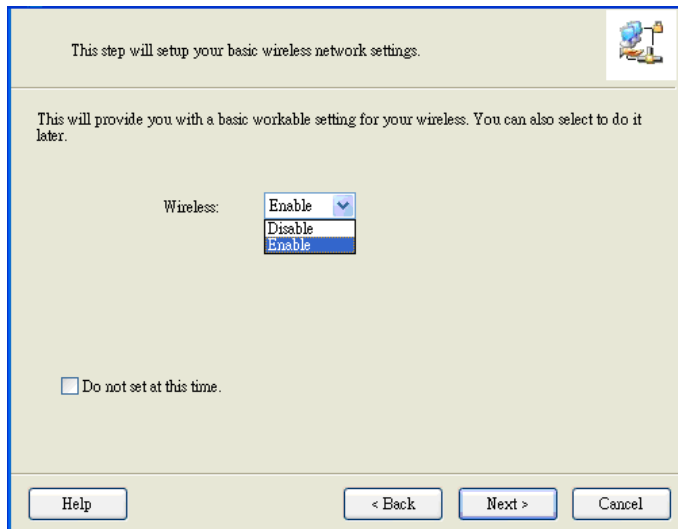 This step will setup your basic wireless network settings.
This will provide you with a basic workable setting for your wireless. You can also select to do it
later.
Wireless:
Enable
Disable
Enable
Do not set at this time.
Help
< Back
Next >
Cancel